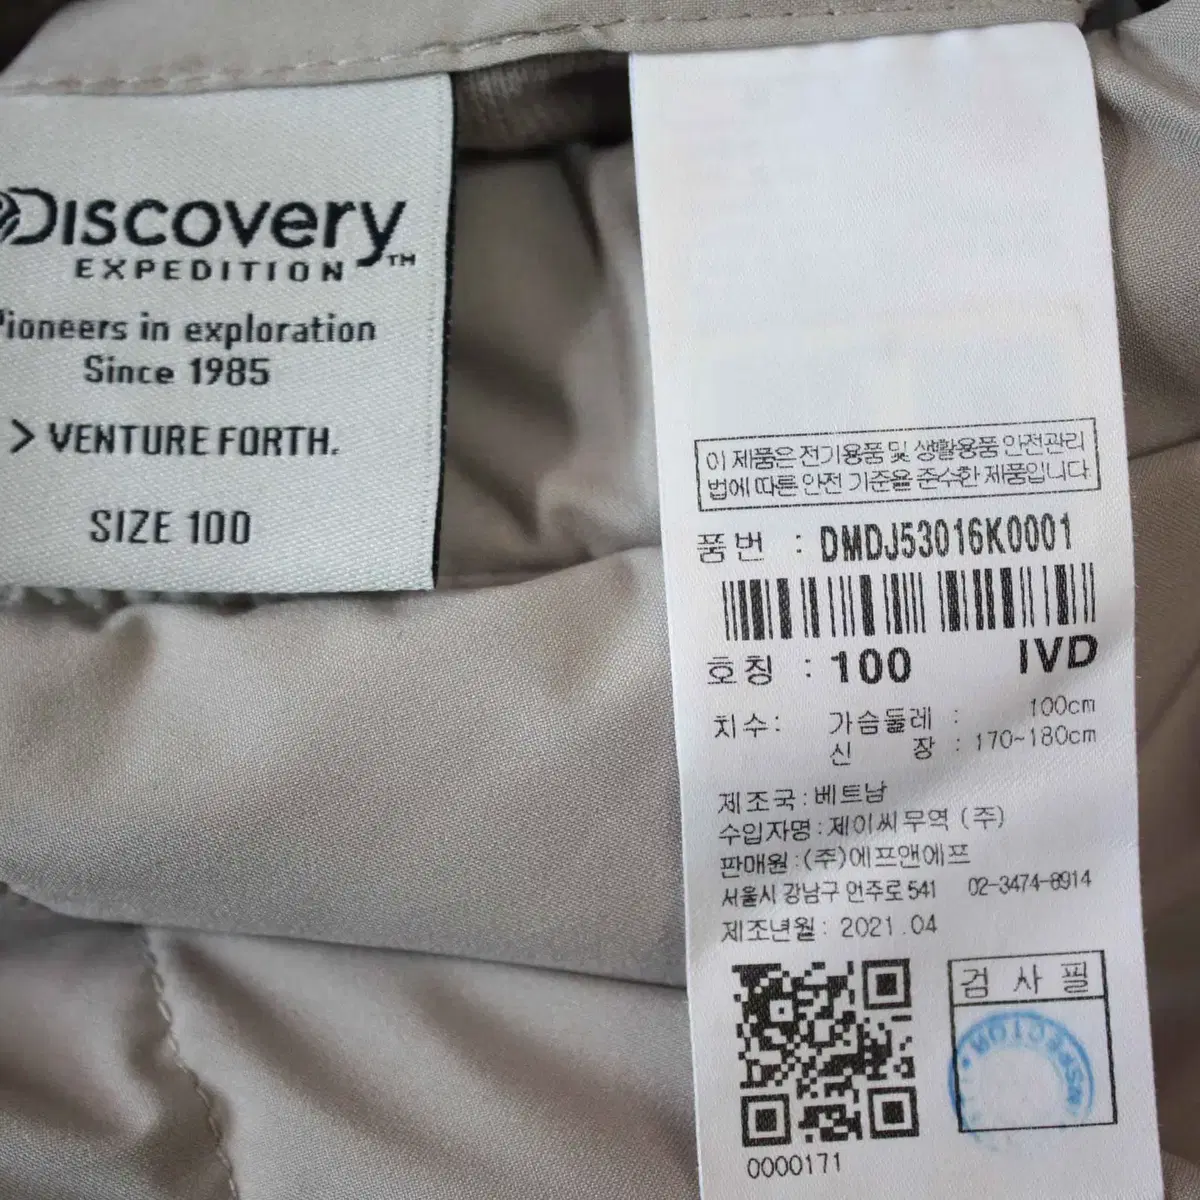 Discovery
EXPEDITION™
Pioneers in exploration
Since 1985
> VENTURE FORTH.
SIZE 100
이 제품은 전기용품 및 생활용품 안전관리
법에 따른 안전 기준을 준수한 제품입니다.
품번 : DMDJ53016K0001
호칭 : 100 IVD
치수: 가슴둘레 : 100cm
신 장 : 170~180cm
제조국:베트남
수입자명:제이씨무역 (주)
판매원:(주)에프앤에프
서울시 강남구 언주로541 02-3474-8914
제조년월: 2021.04
검 사 필
INSPECTOR
0000171